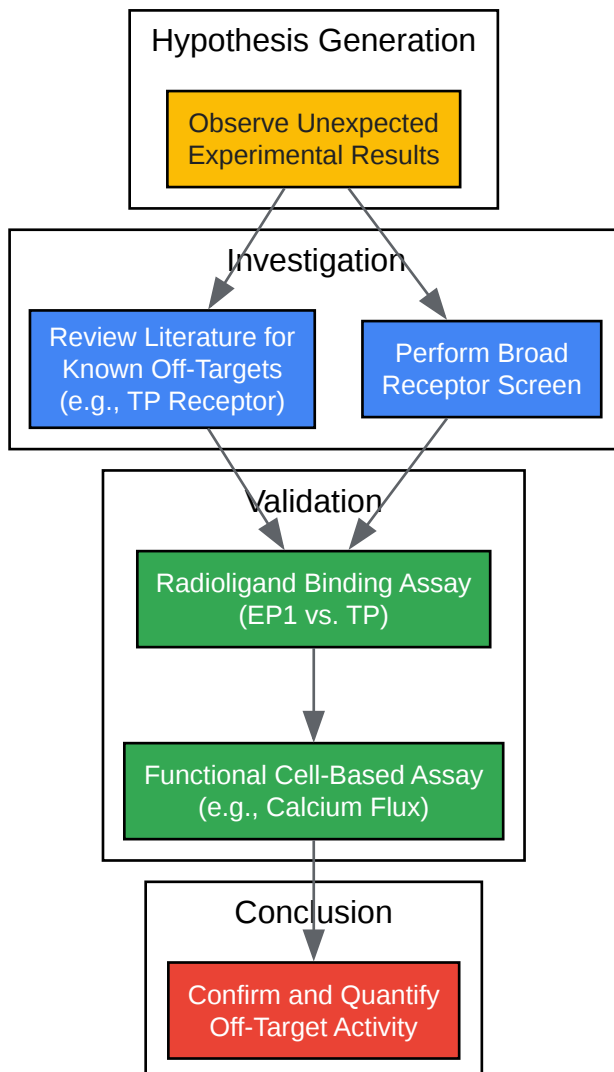 Hypothesis Generation
Observe Unexpected
Experimental Results
Investigation
Review Literature for
Known Off-Targets
(e.g., TP Receptor)
Perform Broad
Receptor Screen
Validation
Radioligand Binding Assay
(EP1 vs. TP)
Functional Cell-Based Assay
(e.g., Calcium Flux)
Conclusion
Confirm and Quantify
Off-Target Activity